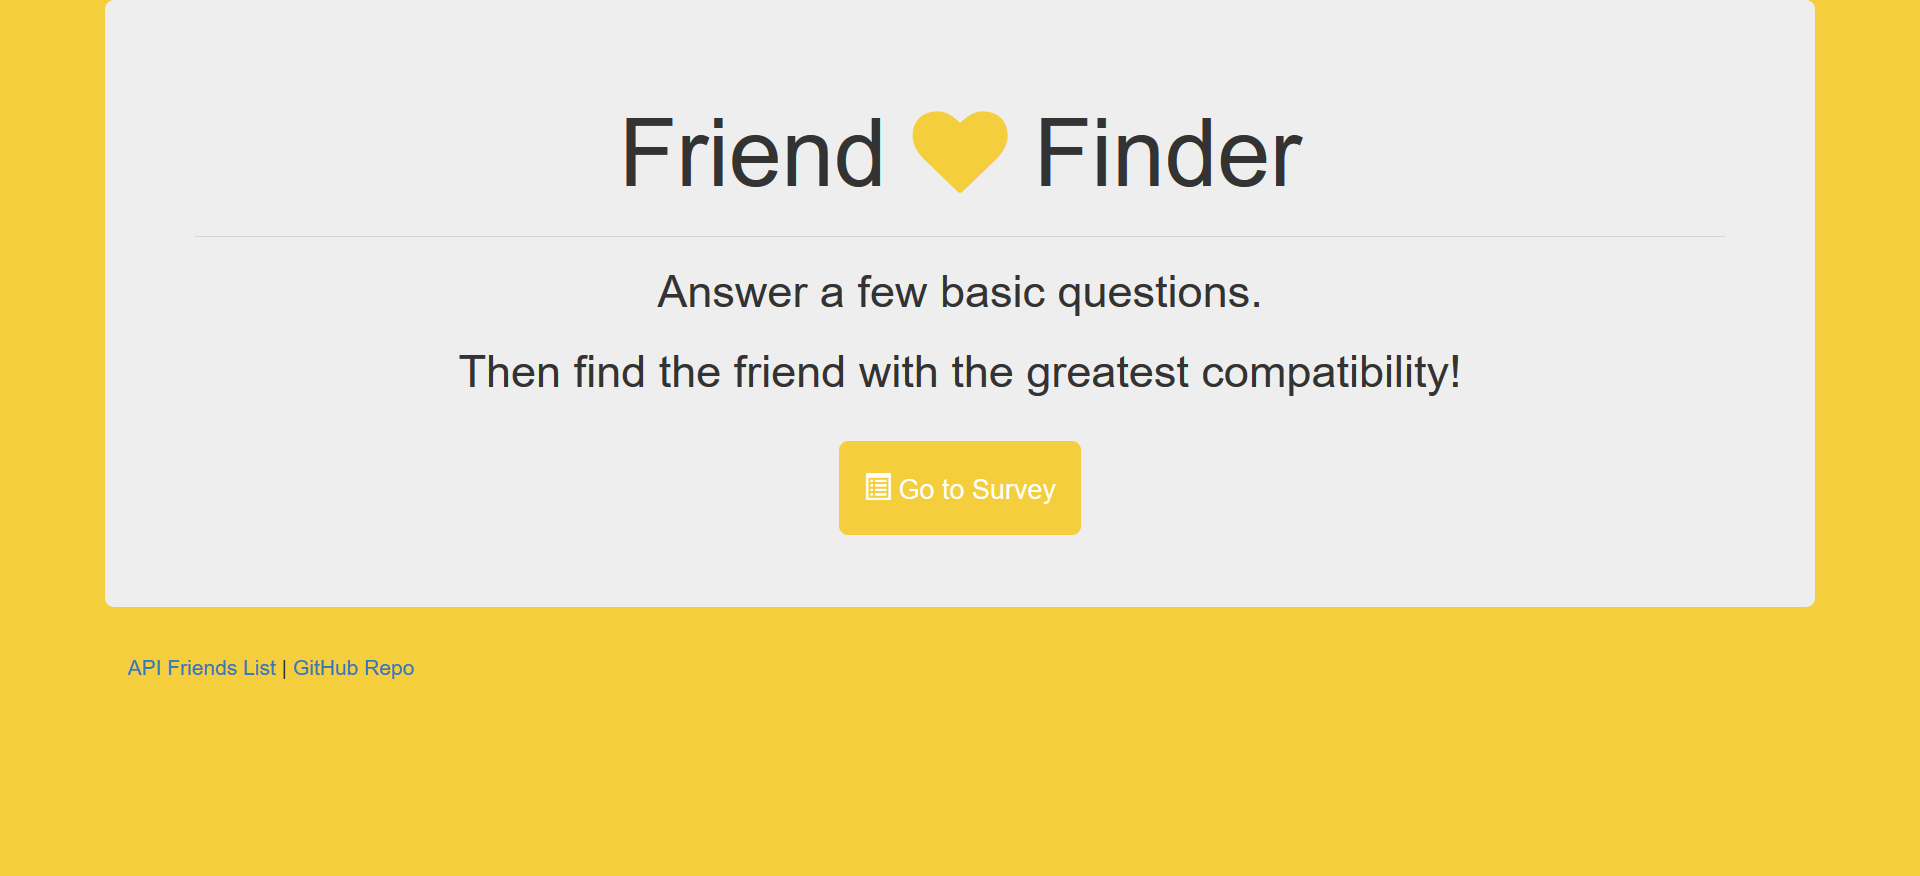 Friend Finder
Answer a few basic questions.
Then find the friend with the greatest compatibility!
Go to Survey
API Friends List | GitHub Repo